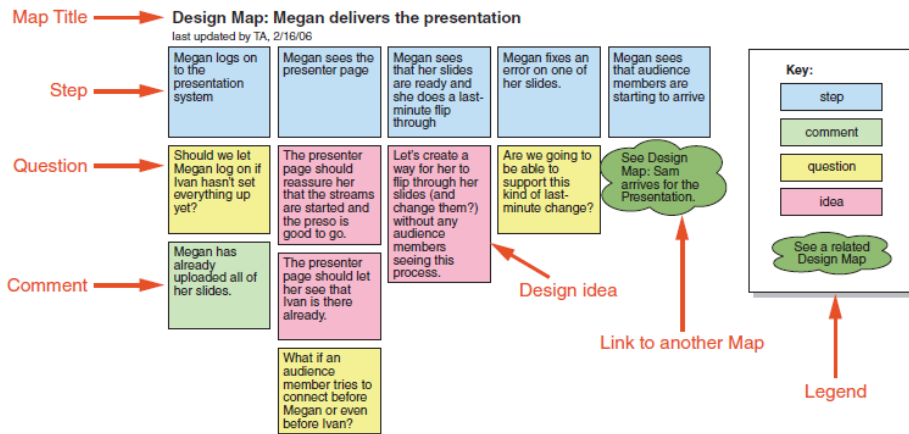 Map Title
Design Map: Megan delivers the presentation
last updated by TA, 2/16/06
Step
Megan logs on
to the
presentation
system
Megan sees the
presenter page
Megan sees
that her slides
are ready and
she does a last-
minute flip
through
Megan fixes an
error on one of
her slides.
Megan sees
that audience
members are
starting to arrive
Question
Should we let
Megan log on if
Ivan hasn't set
everything up
yet?
The presenter
page should
reassure her
that the streams
are started and
the preso is
good to go.
Let's create a
way for her to
flip through her
slides (and
change them?)
without any
audience
members
seeing this
process.
Are we going to
be able to
support this
kind of last-
minute change?
See Design
Map: Sam
arrives for the
Presentation.
Comment
Megan has
already
uploaded all of
her slides.
The presenter
page should let
her see that
Ivan is there
already.
What if an
audience
member tries to
connect before
Megan or even
before Ivan?
Design idea
Link to another Map
Key:
step
comment
question
idea
See a related
Design Map
Legend